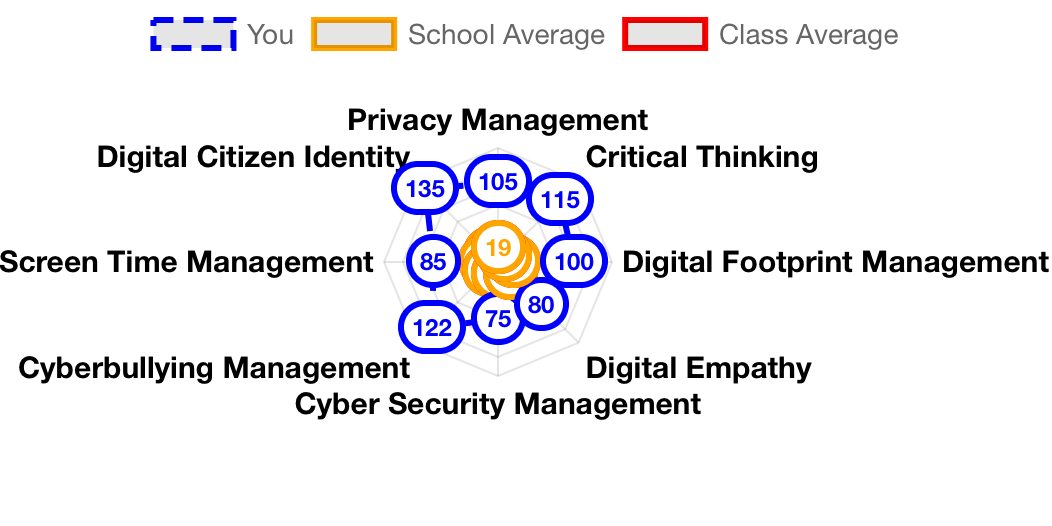 You School Average Class Average
Privacy Management
Digital Citizen Identity Critical Thinking
135 105 115
19
Screen Time Management 85 100 Digital Footprint Management
80
122 75
Cyberbullying Management Digital Empathy
Cyber Security Management